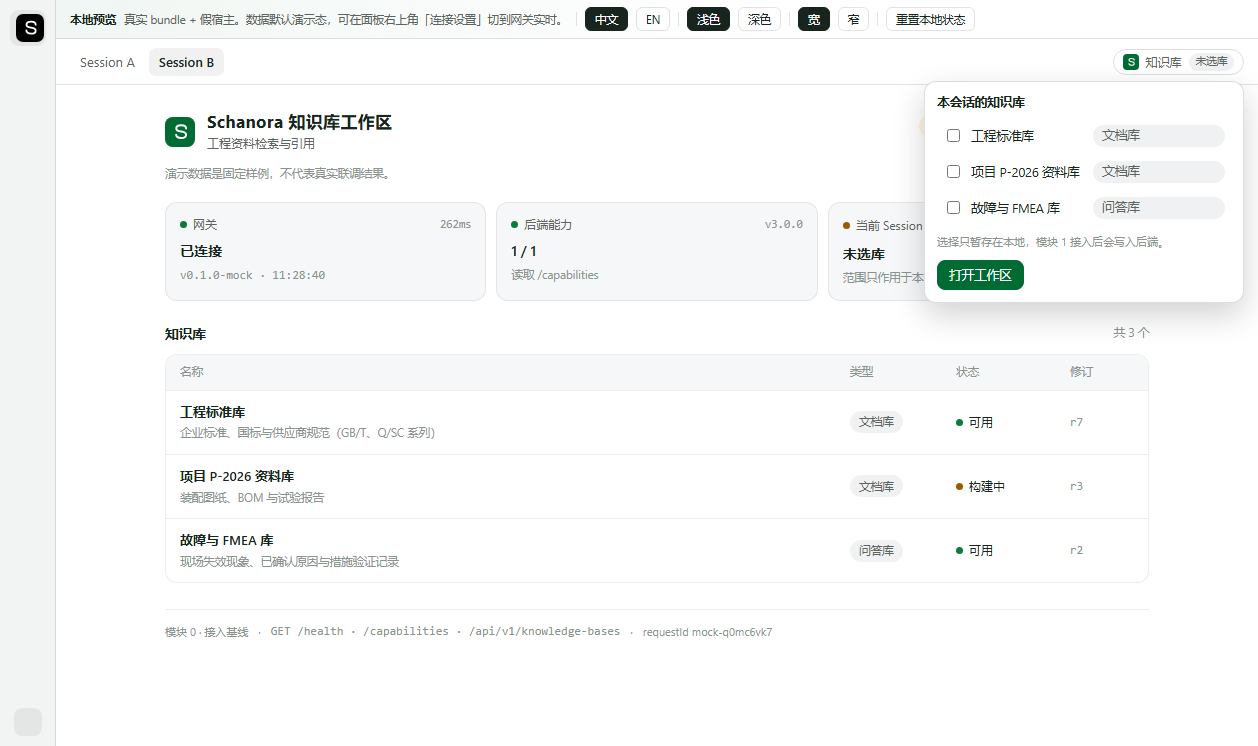 S
本地预览 真实 bundle + 假宿主。数据默认演示态，可在面板右上角「连接设置」切到网关实时。 中文 EN 浅色 深色 宽 窄 重置本地状态
Session A Session B S 知识库 未选库
本会话的知识库
工程标准库 文档库
项目 P-2026 资料库 文档库
故障与 FMEA 库 问答库
选择只暂存在本地，模块 1 接入后会写入后端。
打开工作区
S Schanora 知识库工作区
工程资料检索与引用
演示数据是固定样例，不代表真实联调结果。
网关 262ms
已连接
v0.1.0-mock · 11:28:40
后端能力 v3.0.0
1 / 1
读取 /capabilities
当前 Session
未选库
范围只作用于本
知识库 共 3 个
名称 类型 状态 修订
工程标准库
企业标准、国标与供应商规范（GB/T、Q/SC 系列）
文档库 可用 r7
项目 P-2026 资料库
装配图纸、BOM 与试验报告
文档库 构建中 r3
故障与 FMEA 库
现场失效现象、已确认原因与措施验证记录
问答库 可用 r2
模块 0 · 接入基线 · GET /health · /capabilities · /api/v1/knowledge-bases · requestId mock-q0mc6vk7